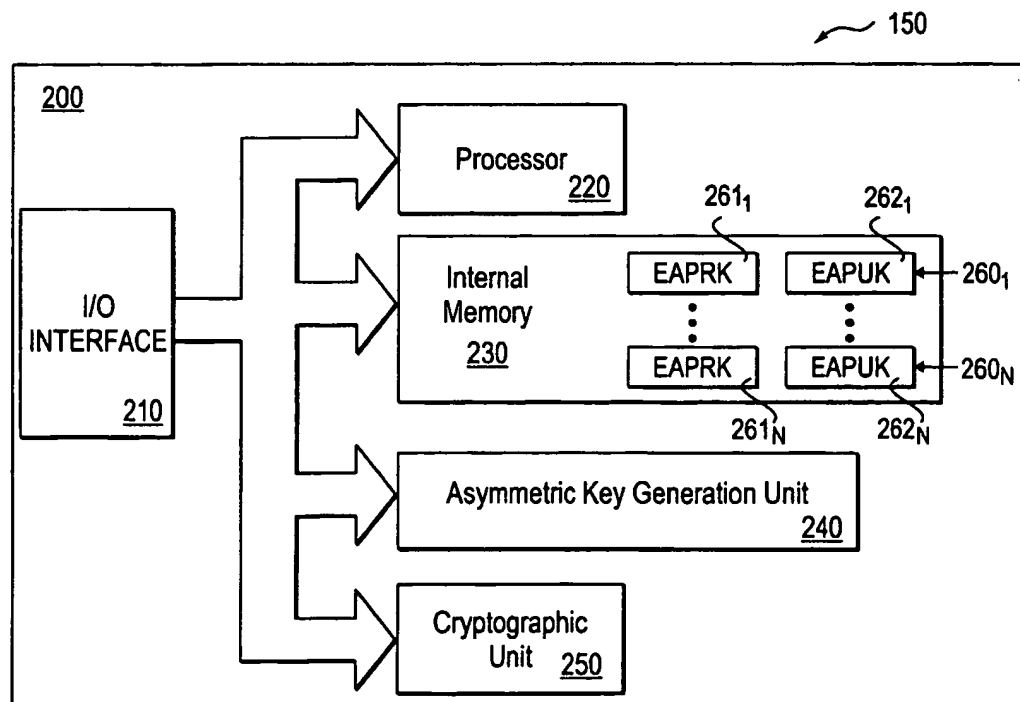 150
200
Processor
220
I/O
INTERFACE
210
261₁
262₁
Internal
Memory
230
EAPRK
EAPUK
260₁
EAPRK
EAPUK
260N
261N
262N
Asymmetric Key Generation Unit
240
Cryptographic
Unit
250